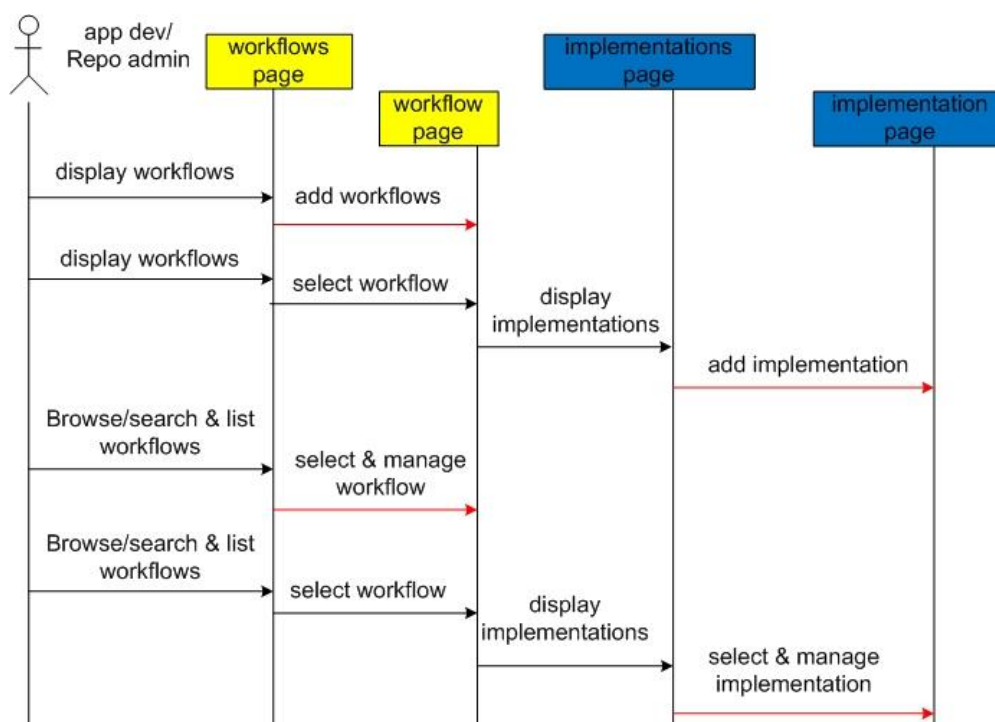 app dev/
Repo admin
workflows
page
implementations
page
workflow
page
implementation
page
display workflows
add workflows
display workflows
select workflow
display
implementations
add implementation
Browse/search & list
workflows
select & manage
workflow
Browse/search & list
workflows
select workflow
display
implementations
select & manage
implementation